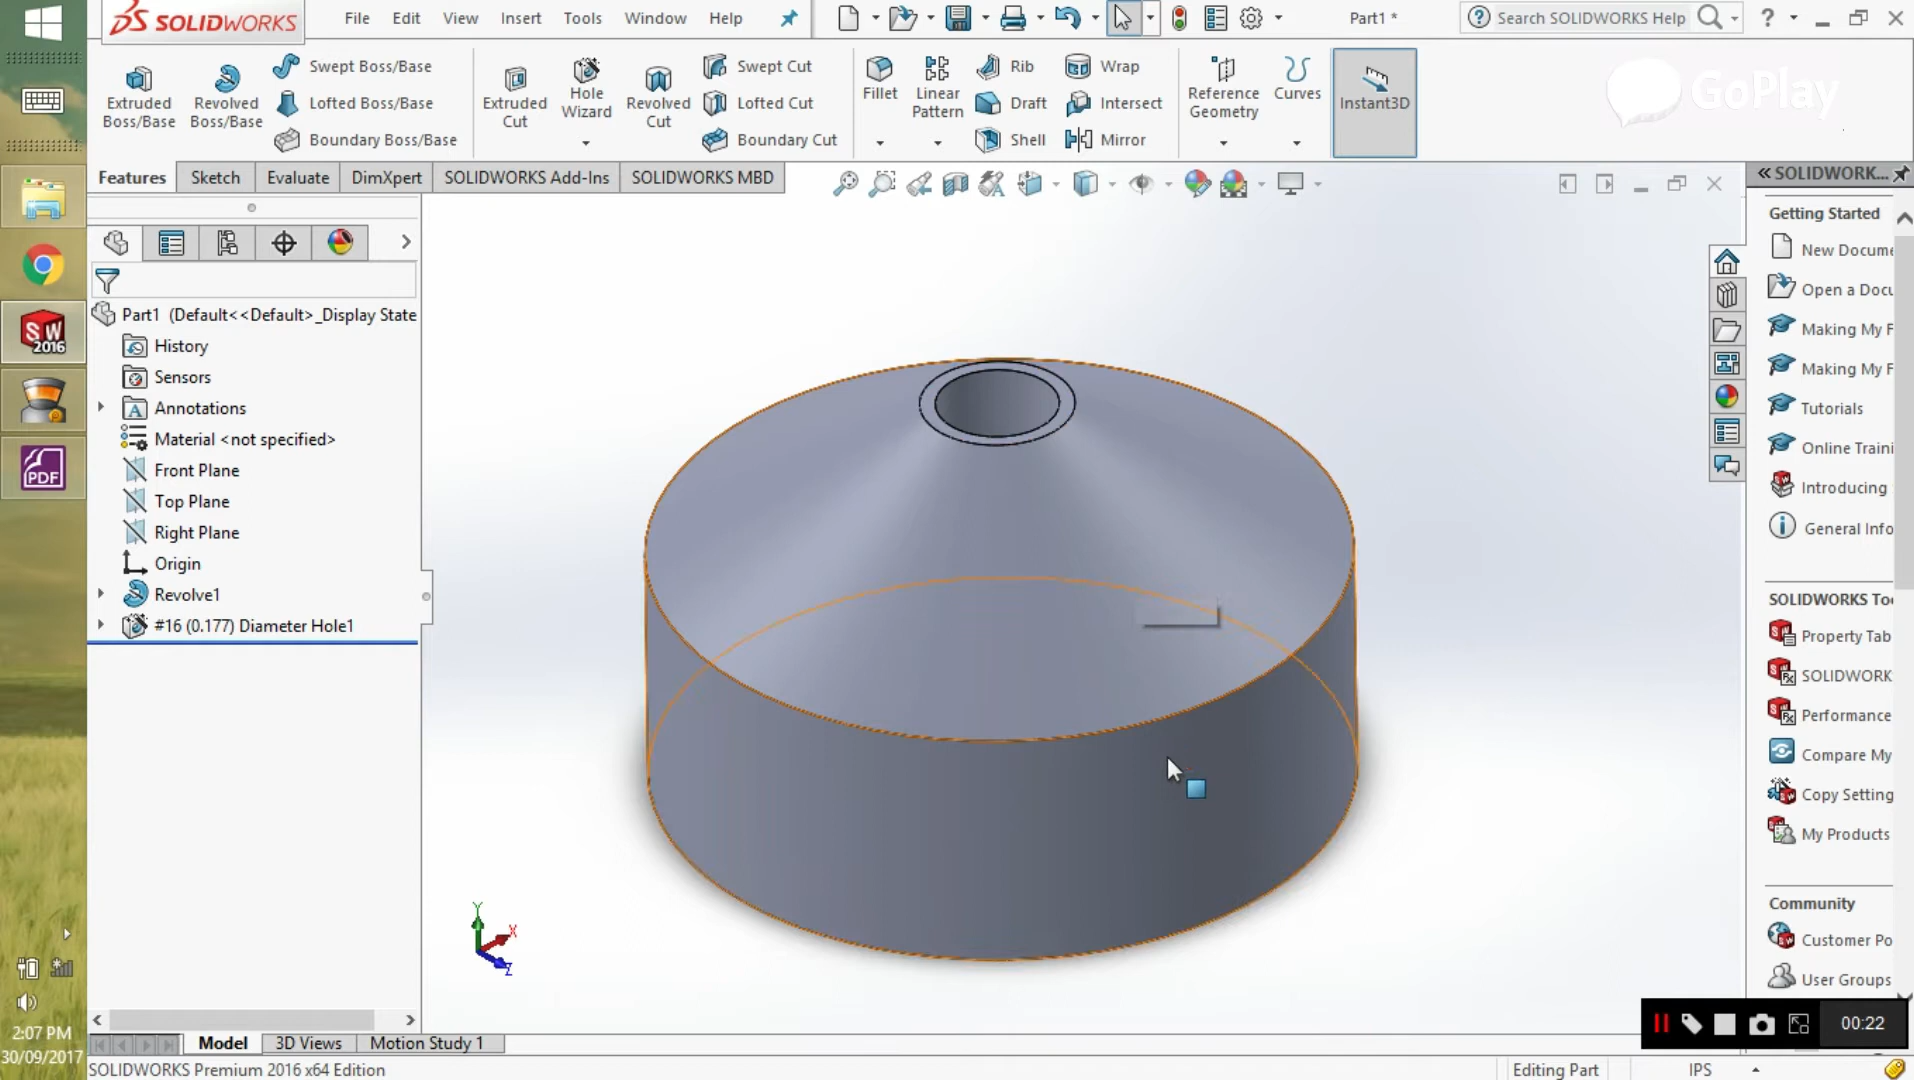 SOLIDWORKS
File Edit View Insert Tools Window Help
Part1 *
Search SOLIDWORKS Help
Extruded Boss/Base
Revolved Boss/Base
Swept Boss/Base
Lofted Boss/Base
Boundary Boss/Base
Extruded Cut
Hole Wizard
Revolved Cut
Swept Cut
Lofted Cut
Boundary Cut
Fillet
Linear Pattern
Rib
Draft
Shell
Wrap
Intersect
Mirror
Reference Geometry
Curves
Instant3D
GoPlay
Features Sketch Evaluate DimXpert SOLIDWORKS Add-Ins SOLIDWORKS MBD
Part1 (Default<<Default>_Display State
History
Sensors
Annotations
Material <not specified>
Front Plane
Top Plane
Right Plane
Origin
Revolve1
#16 (0.177) Diameter Hole1
SW
2016
PDF
Y
X
Z
SOLIDWORK...
Getting Started
New Docume
Open a Docu
Making My F
Making My F
Tutorials
Online Traini
Introducing
General Info
SOLIDWORKS Too
Property Tab
SOLIDWORK
Performance
Compare My
Copy Setting
My Products
Community
Customer Po
User Groups
00:22
2:07 PM
30/09/2017
Model 3D Views Motion Study 1
SOLIDWORKS Premium 2016 x64 Edition
Editing Part
IPS